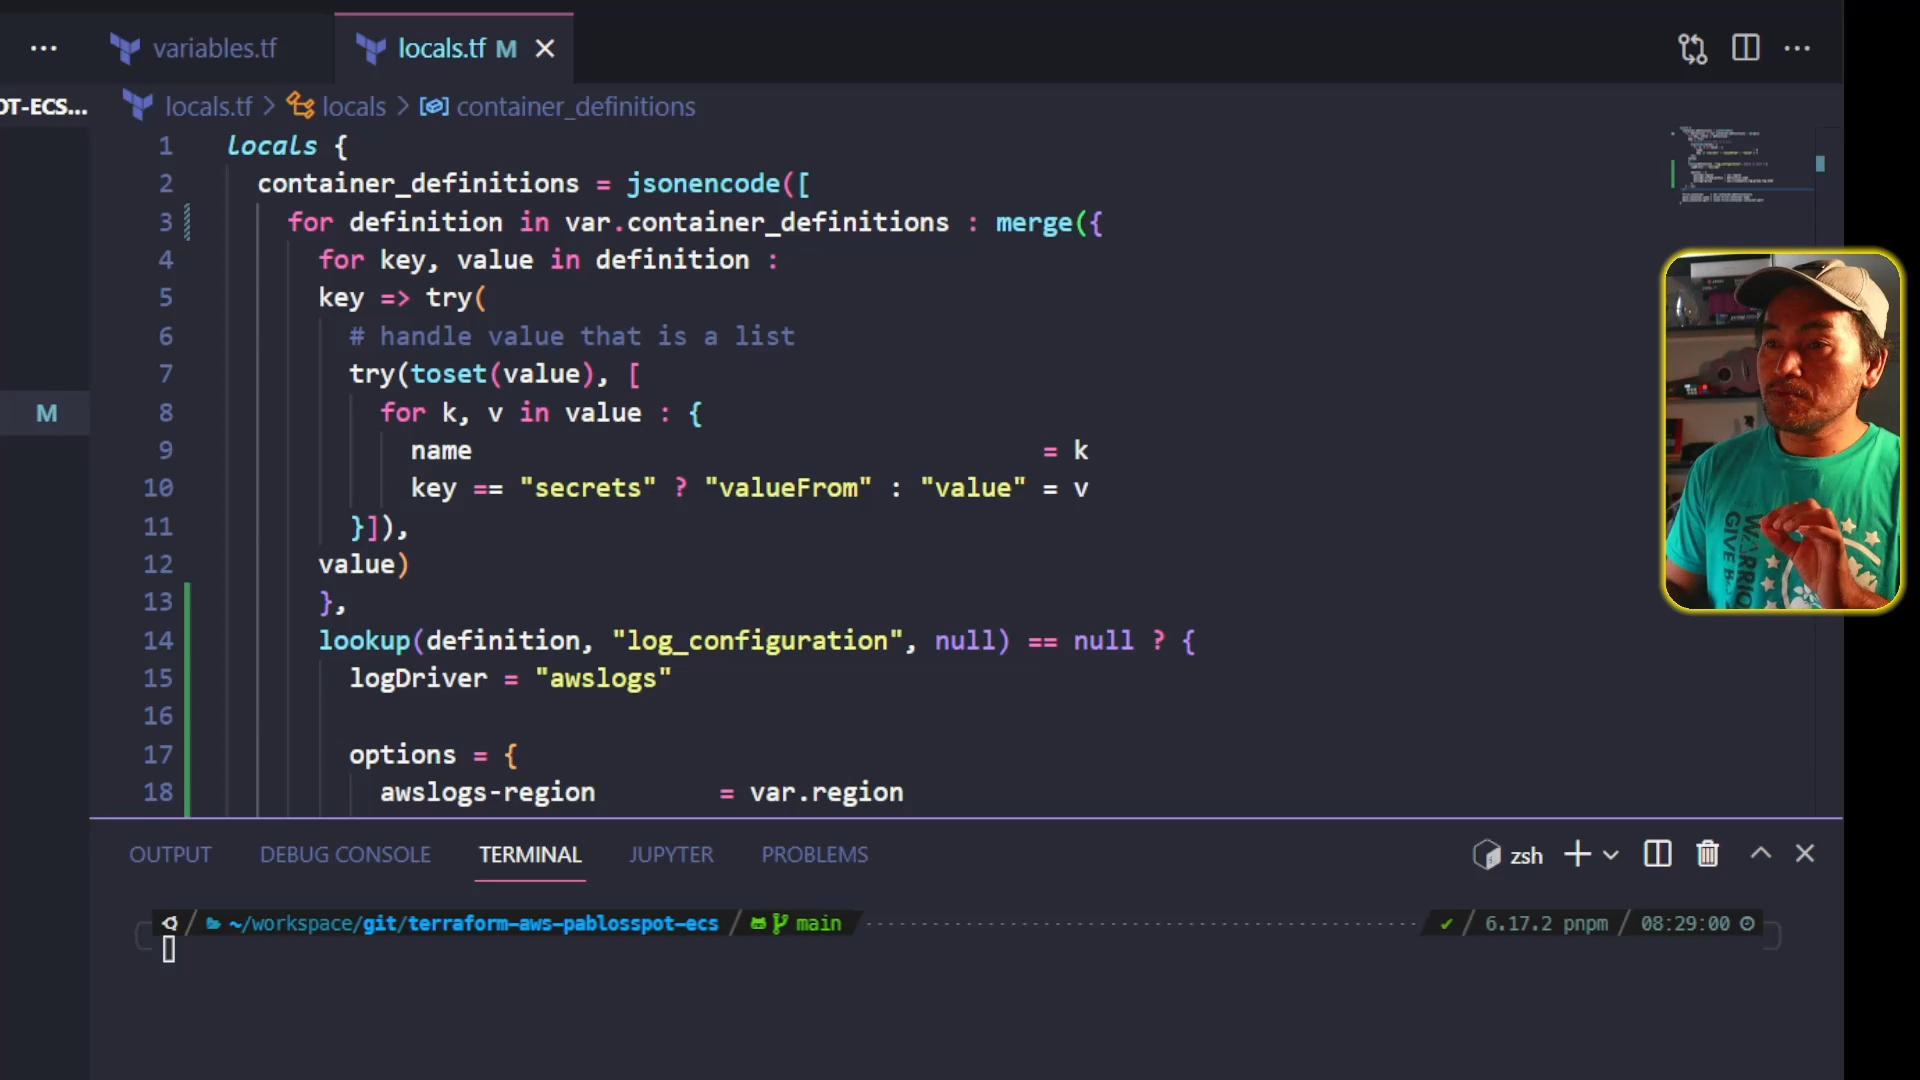 variables.tf
locals.tf M
OT-ECS...
locals.tf > locals > container_definitions
1 locals {
2 container_definitions = jsonencode([
3 for definition in var.container_definitions : merge({
4 for key, value in definition :
5 key => try(
6 # handle value that is a list
7 try(toset(value), [
8 for k, v in value : {
9 name = k
10 key == "secrets" ? "valueFrom" : "value" = v
11 }]),
12 value)
13 },
14 lookup(definition, "log_configuration", null) == null ? {
15 logDriver = "awslogs"
16
17 options = {
18 awslogs-region = var.region
M
OUTPUT DEBUG CONSOLE TERMINAL JUPYTER PROBLEMS
zsh
~/workspace/git/terraform-aws-pablosspot-ecs / main
✔ / 6.17.2 pnpm / 08:29:00